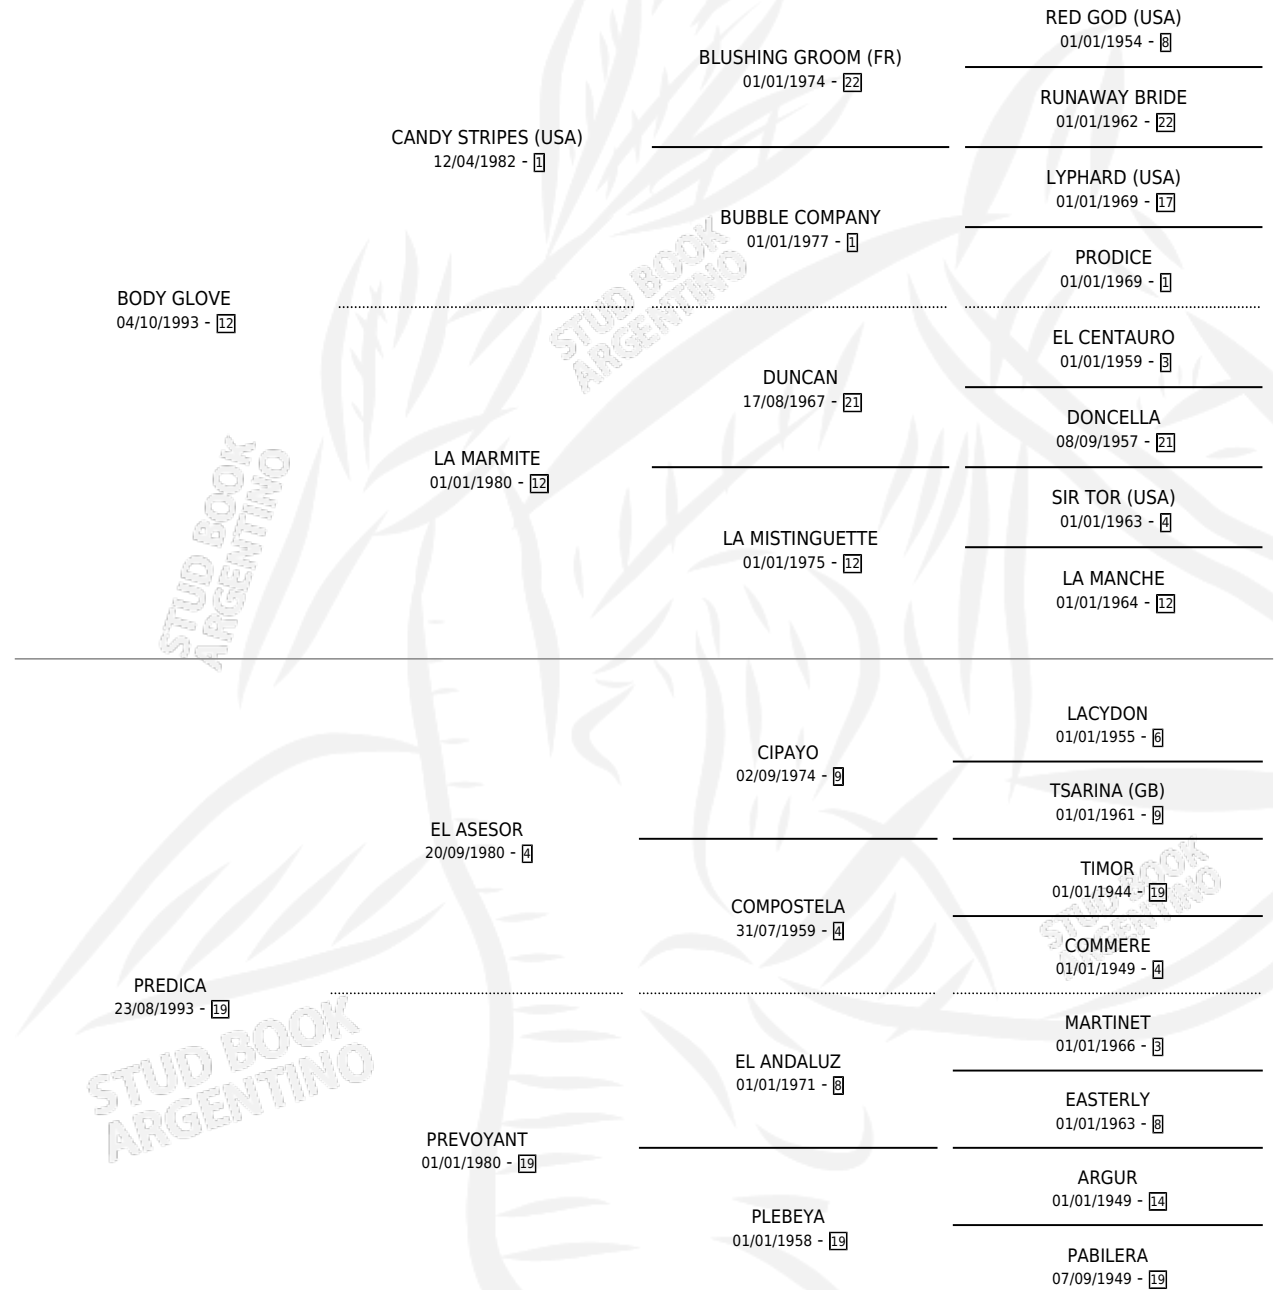 RED GOD (USA)
01/01/1954 - 8
BLUSHING GROOM (FR)
01/01/1974 - 22
RUNAWAY BRIDE
01/01/1962 - 22
CANDY STRIPES (USA)
12/04/1982 - 1
LYPHARD (USA)
01/01/1969 - 17
BUBBLE COMPANY
01/01/1977 - 1
PRODICE
01/01/1969 - 1
BODY GLOVE
04/10/1993 - 12
STUD BOOK
ARGENTINO
EL CENTAURO
01/01/1959 - 3
DUNCAN
17/08/1967 - 21
DONCELLA
08/09/1957 - 21
LA MARMITE
01/01/1980 - 12
SIR TOR (USA)
01/01/1963 - 4
LA MISTINGUETTE
01/01/1975 - 12
LA MANCHE
01/01/1964 - 12
STUD BOOK
ARGENTINO
LACYDON
01/01/1955 - 6
CIPAYO
02/09/1974 - 9
TSARINA (GB)
01/01/1961 - 9
EL ASESOR
20/09/1980 - 4
TIMOR
01/01/1944 - 19
COMPOSTELA
31/07/1959 - 4
COMMERE
01/01/1949 - 4
STUD BOOK
ARGENTINO
PREDICA
23/08/1993 - 19
MARTINET
01/01/1966 - 3
EL ANDALUZ
01/01/1971 - 8
EASTERLY
01/01/1963 - 8
STUD BOOK
ARGENTINO
PREVOYANT
01/01/1980 - 19
ARGUR
01/01/1949 - 14
PLEBEYA
01/01/1958 - 19
PABILERA
07/09/1949 - 19